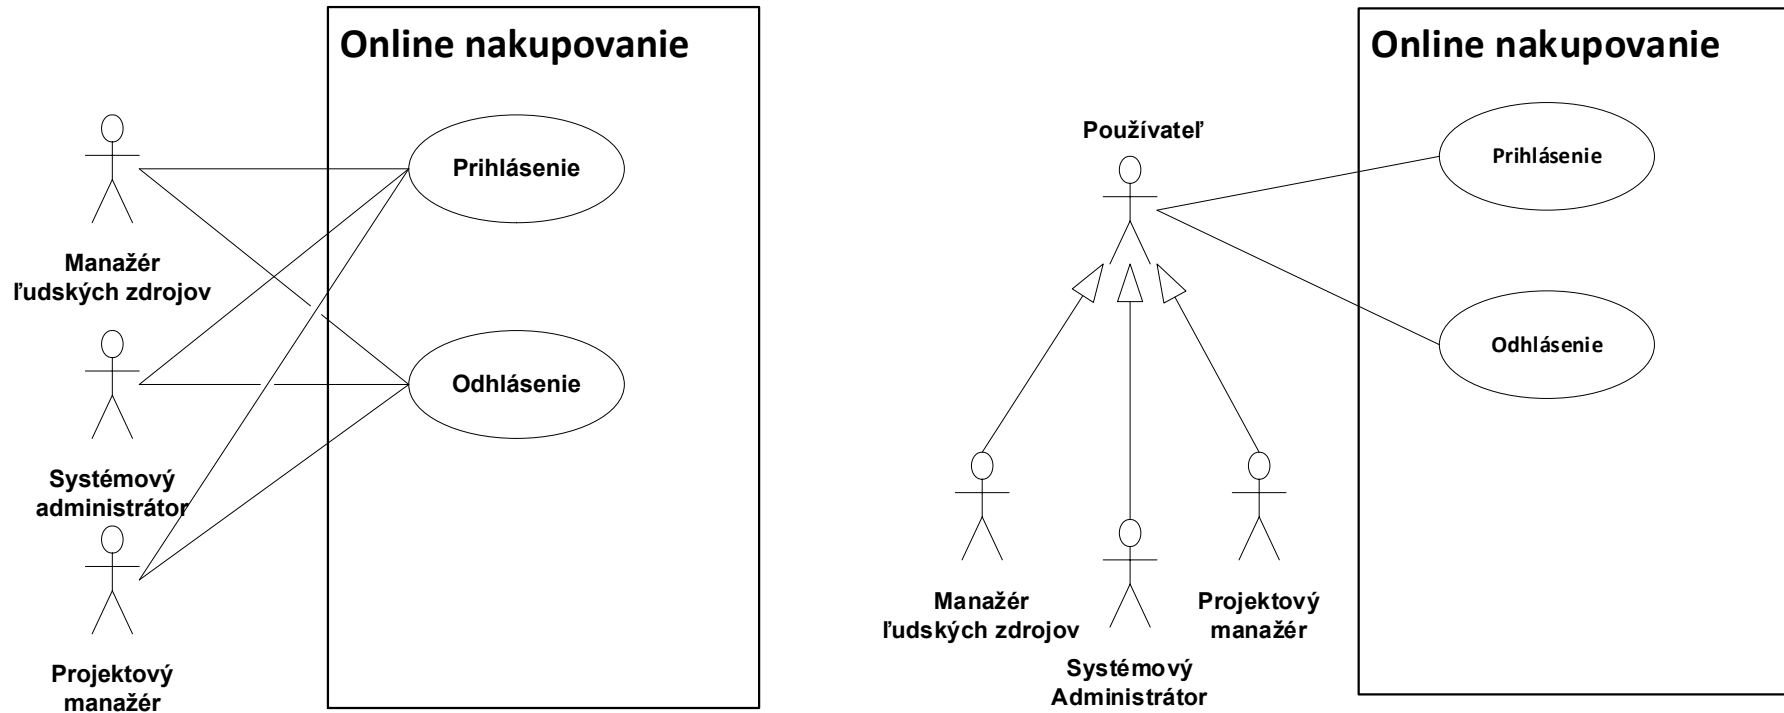 Online nakupovanie
Prihlásenie
Manažér
ľudských zdrojov
Odhlásenie
Systémový
administrátor
Projektový
manažér
Online nakupovanie
Používateľ
Prihlásenie
Odhlásenie
Manažér
ľudských zdrojov
Systémový
Administrátor
Projektový
manažér